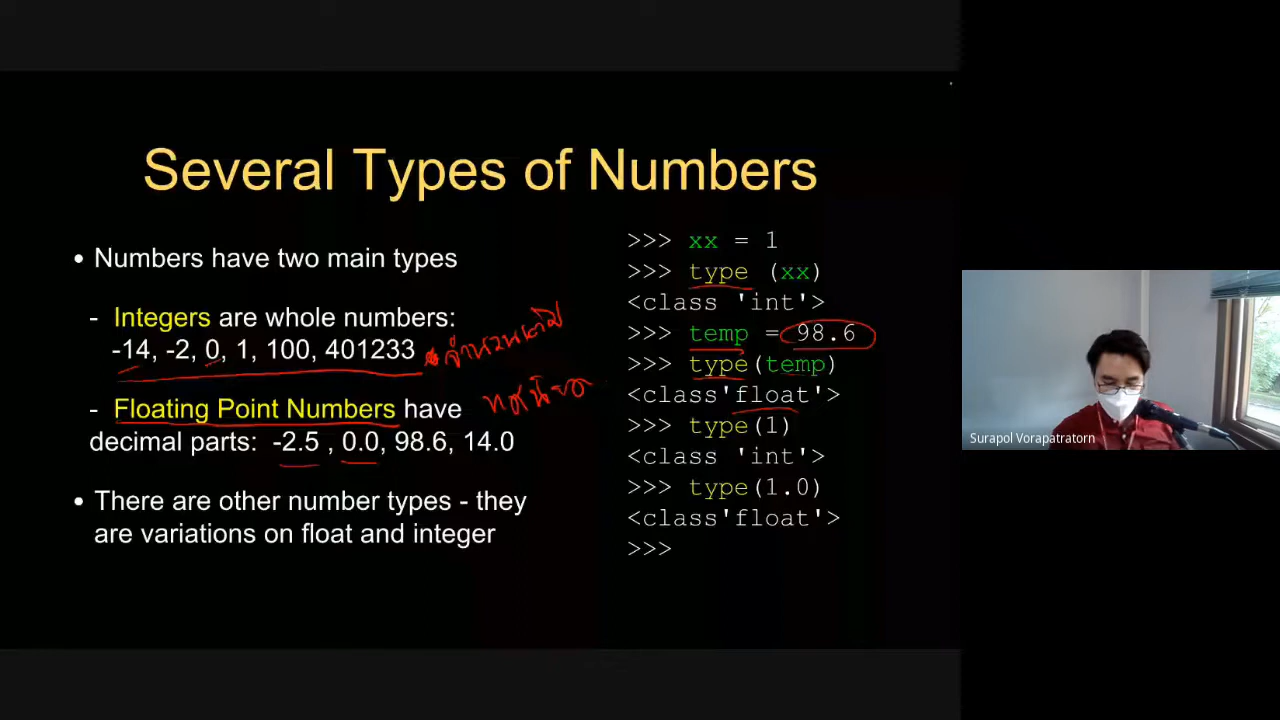 Several Types of Numbers
• Numbers have two main types
- Integers are whole numbers:
-14, -2, 0, 1, 100, 401233
จำนวนเต็ม
- Floating Point Numbers have
ทศนิยม
decimal parts: -2.5 , 0.0, 98.6, 14.0
• There are other number types - they
are variations on float and integer
>>> xx = 1
>>> type (xx)
<class 'int'>
>>> temp = 98.6
>>> type(temp)
<class'float'>
>>> type(1)
<class 'int'>
>>> type(1.0)
<class'float'>
>>>
Surapol Vorapatratorn